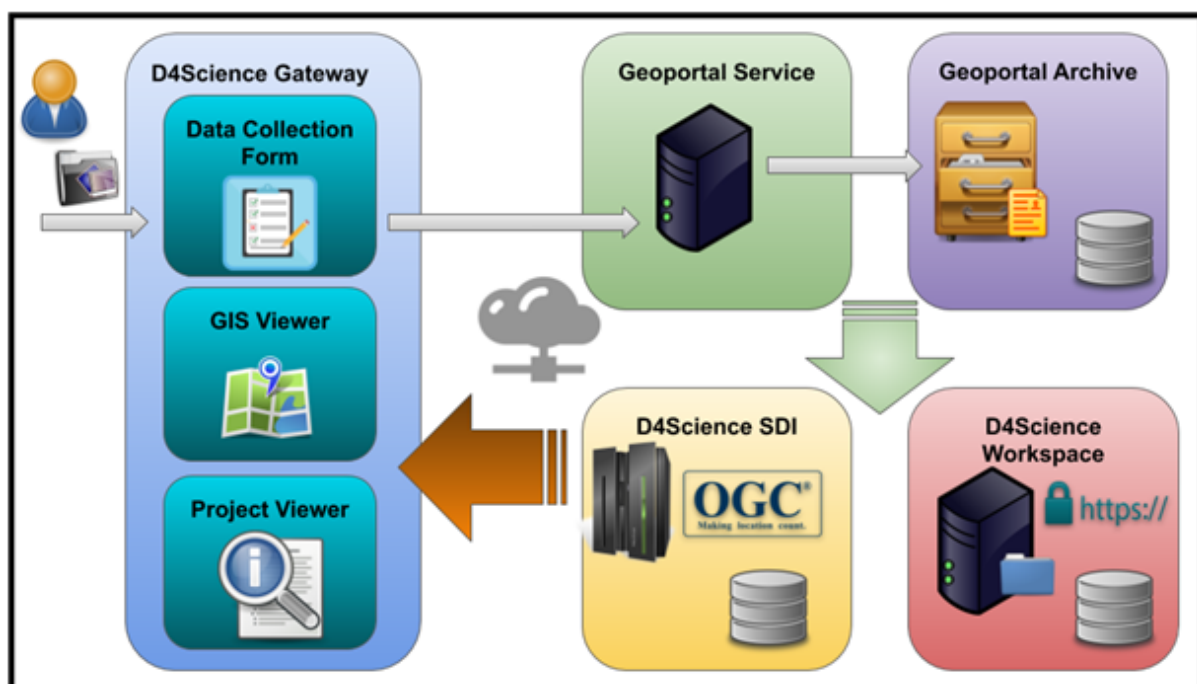 D4Science Gateway
Data Collection
Form
GIS Viewer
Project Viewer
Geoportal Service
Geoportal Archive
D4Science SDI
OGC®
Making location count.
D4Science
Workspace
https://